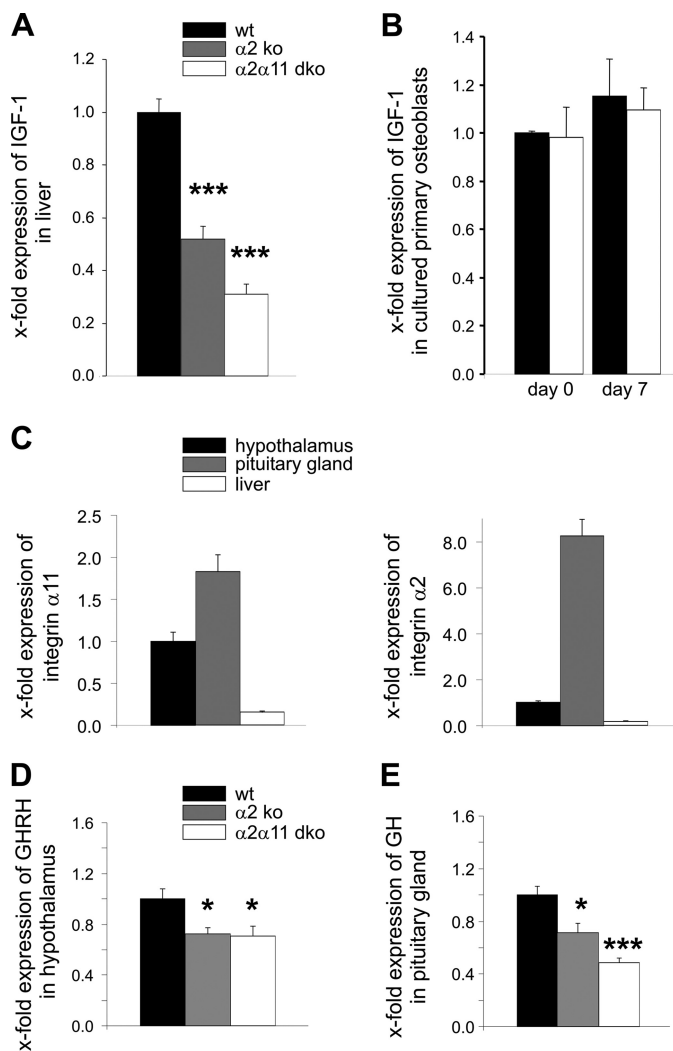 A
wt
α2 ko
α2α11 dko
x-fold expression of IGF-1
in liver
1.2
1.0
0.8
0.6
0.4
0.2
0.0
***
***
B
x-fold expression of IGF-1
in cultured primary osteoblasts
1.4
1.2
1.0
0.8
0.6
0.4
0.2
0.0
day 0
day 7
C
hypothalamus
pituitary gland
liver
x-fold expression of
integrin α11
2.5
2.0
1.5
1.0
0.5
0.0
x-fold expression of
integrin α2
8.0
6.0
4.0
2.0
0.0
D
wt
α2 ko
α2α11 dko
x-fold expression of GHRH
in hypothalamus
1.6
1.2
0.8
0.4
0.0
*
*
E
x-fold expression of GH
in pituitary gland
1.6
1.2
0.8
0.4
0.0
*
***